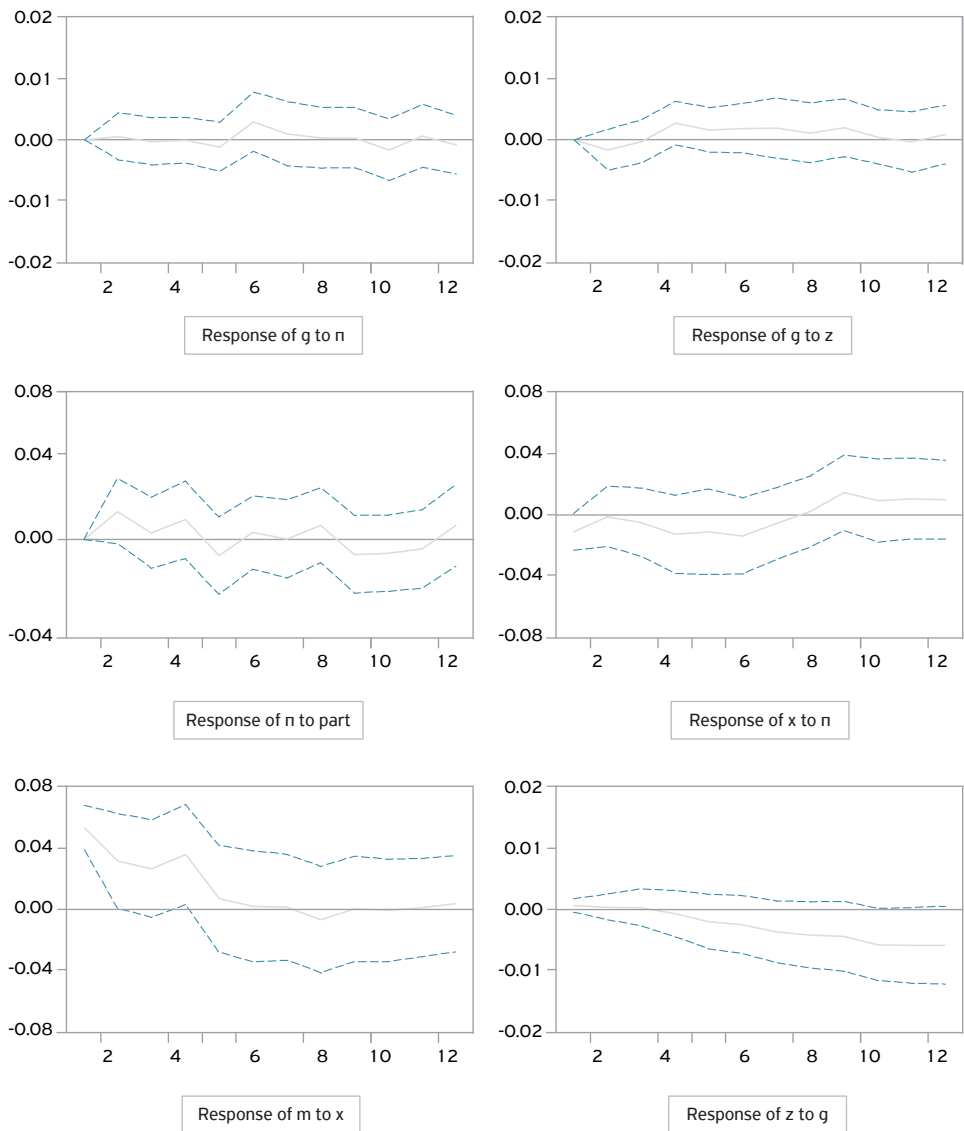 0.02
0.01
0.00
-0.01
-0.02
2 4 6 8 10 12
Response of g to π
0.02
0.01
0.00
-0.01
-0.02
2 4 6 8 10 12
Response of g to z
0.08
0.04
0.00
-0.04
2 4 6 8 10 12
Response of π to part
0.08
0.04
0.00
-0.04
-0.08
2 4 6 8 10 12
Response of x to π
0.08
0.04
0.00
-0.04
-0.08
2 4 6 8 10 12
Response of m to x
0.02
0.01
0.00
-0.01
-0.02
2 4 6 8 10 12
Response of z to g